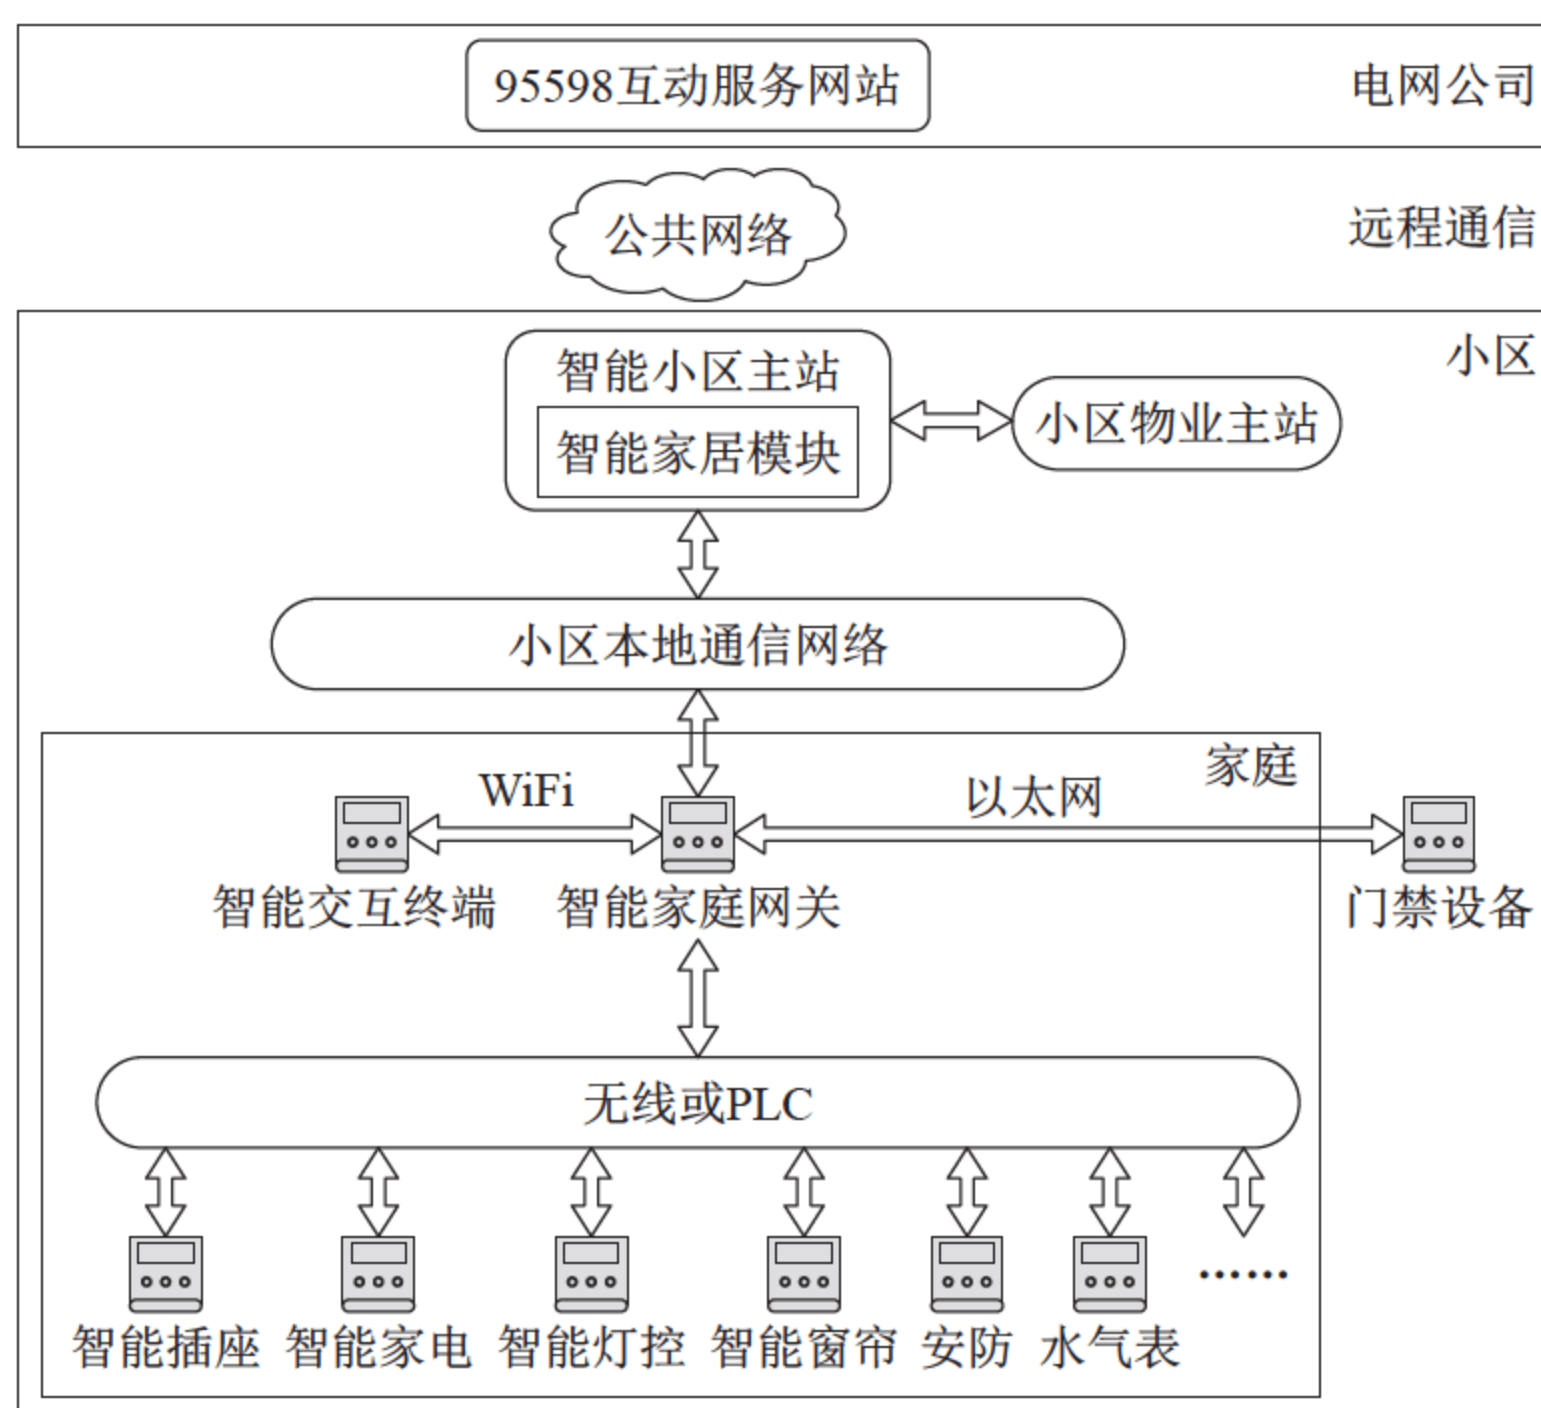 95598互动服务网站
电网公司
公共网络
远程通信
小区
智能小区主站
智能家居模块
小区物业主站
小区本地通信网络
家庭
WiFi
以太网
智能交互终端
智能家庭网关
门禁设备
无线或PLC
智能插座
智能家电
智能灯控
智能窗帘
安防
水气表
……